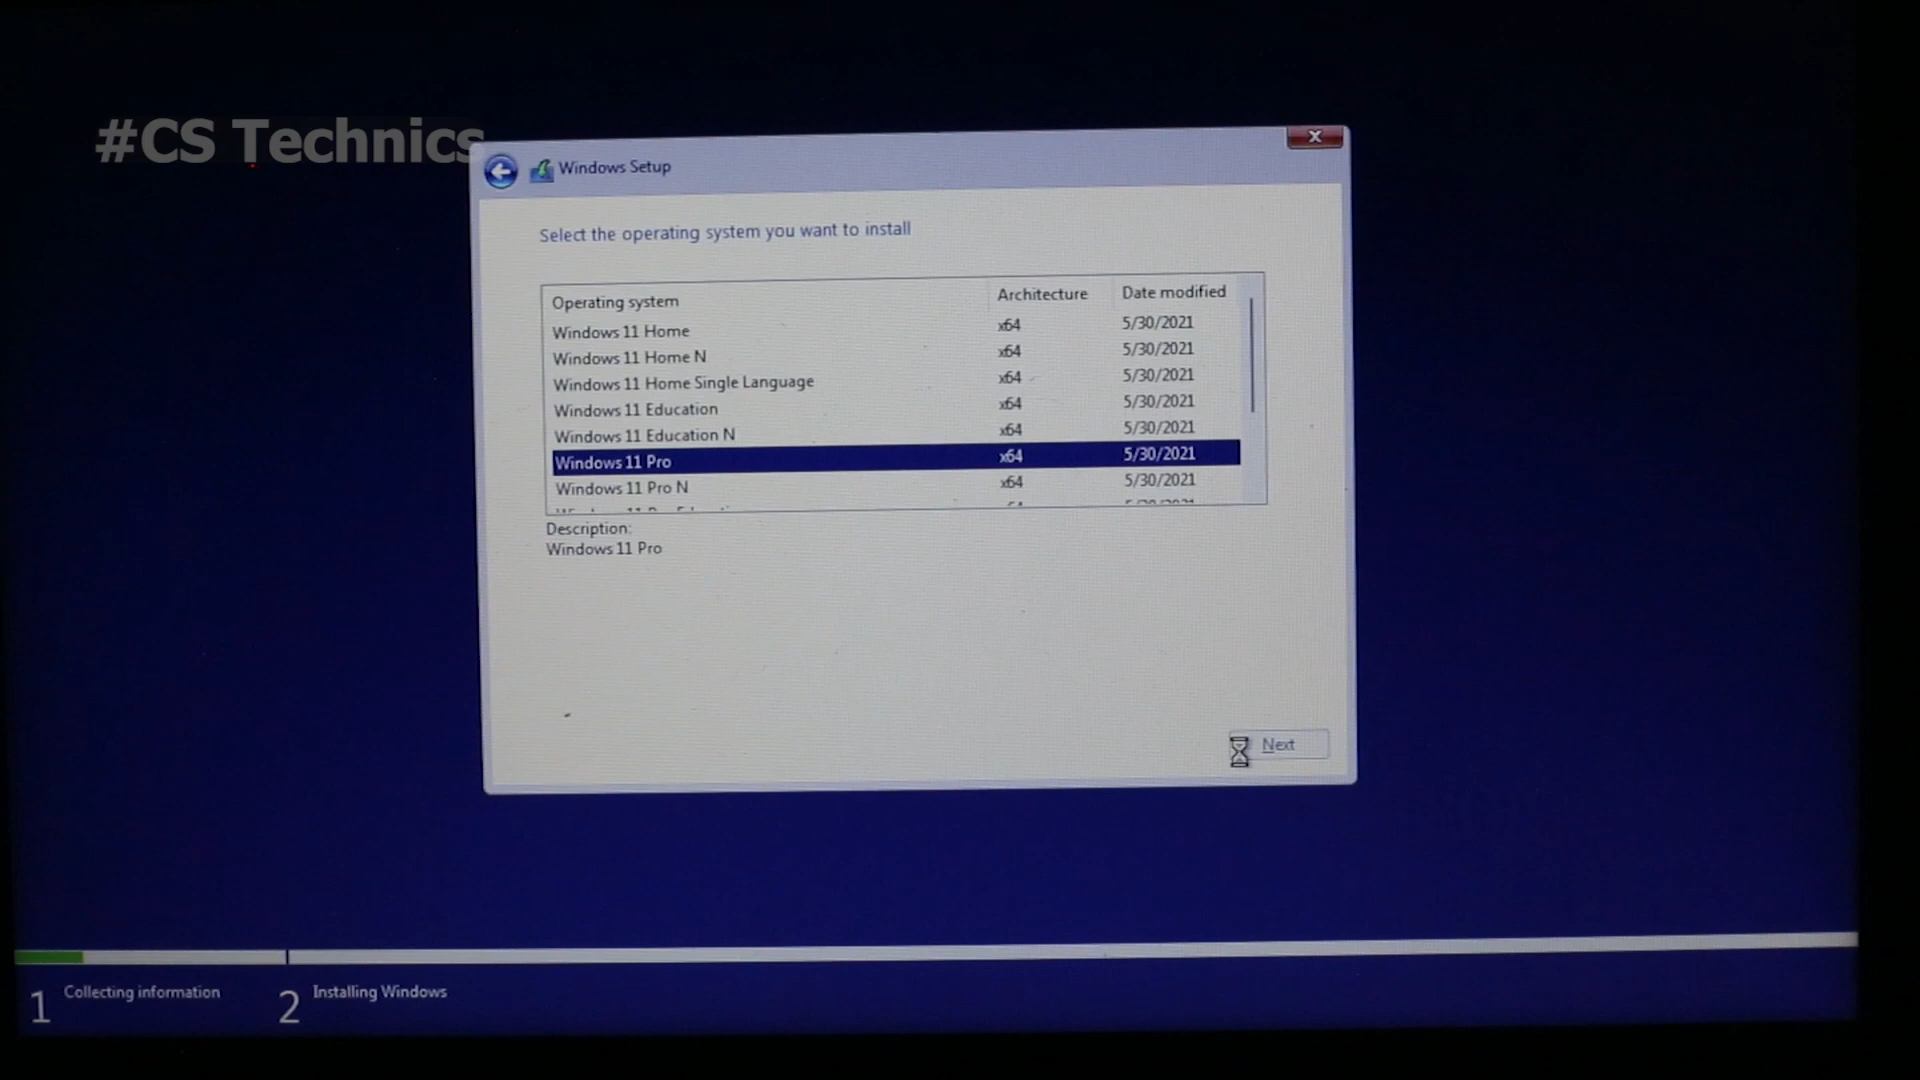 #CS Technics
Windows Setup
Select the operating system you want to install
Operating system Architecture Date modified
Windows 11 Home x64 5/30/2021
Windows 11 Home N x64 5/30/2021
Windows 11 Home Single Language x64 5/30/2021
Windows 11 Education x64 5/30/2021
Windows 11 Education N x64 5/30/2021
Windows 11 Pro x64 5/30/2021
Windows 11 Pro N x64 5/30/2021
Description:
Windows 11 Pro
Next
1 Collecting information 2 Installing Windows